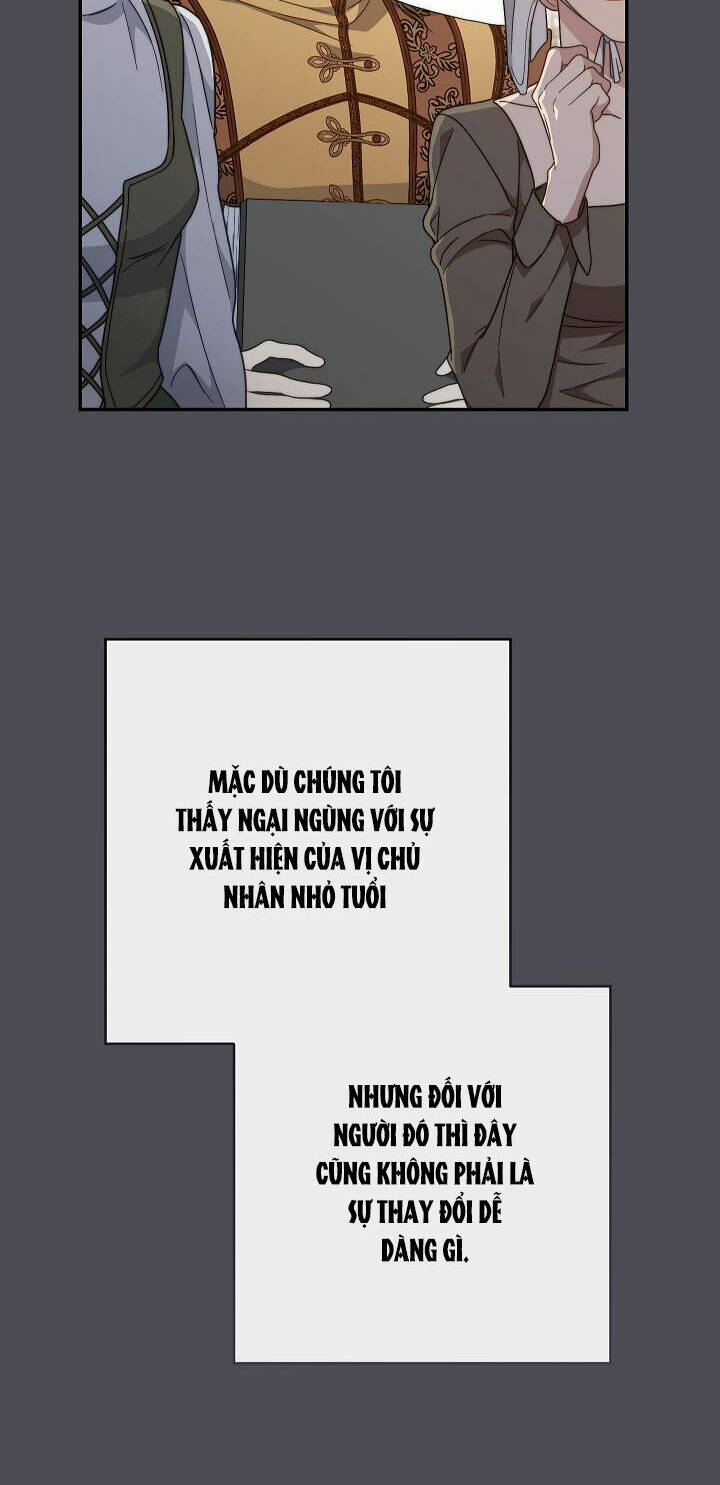 MẶC DÙ CHÚNG TÔI
THẤY NGẠI NGÙNG VỚI SỰ
XUẤT HIỆN CỦA VỊ CHỦ
NHÂN NHỎ TUỔI
NHƯNG ĐỐI VỚI
NGƯỜI ĐÓ THÌ ĐÂY
CŨNG KHÔNG PHẢI LÀ
SỰ THAY ĐỔI DỄ
DÀNG GÌ.